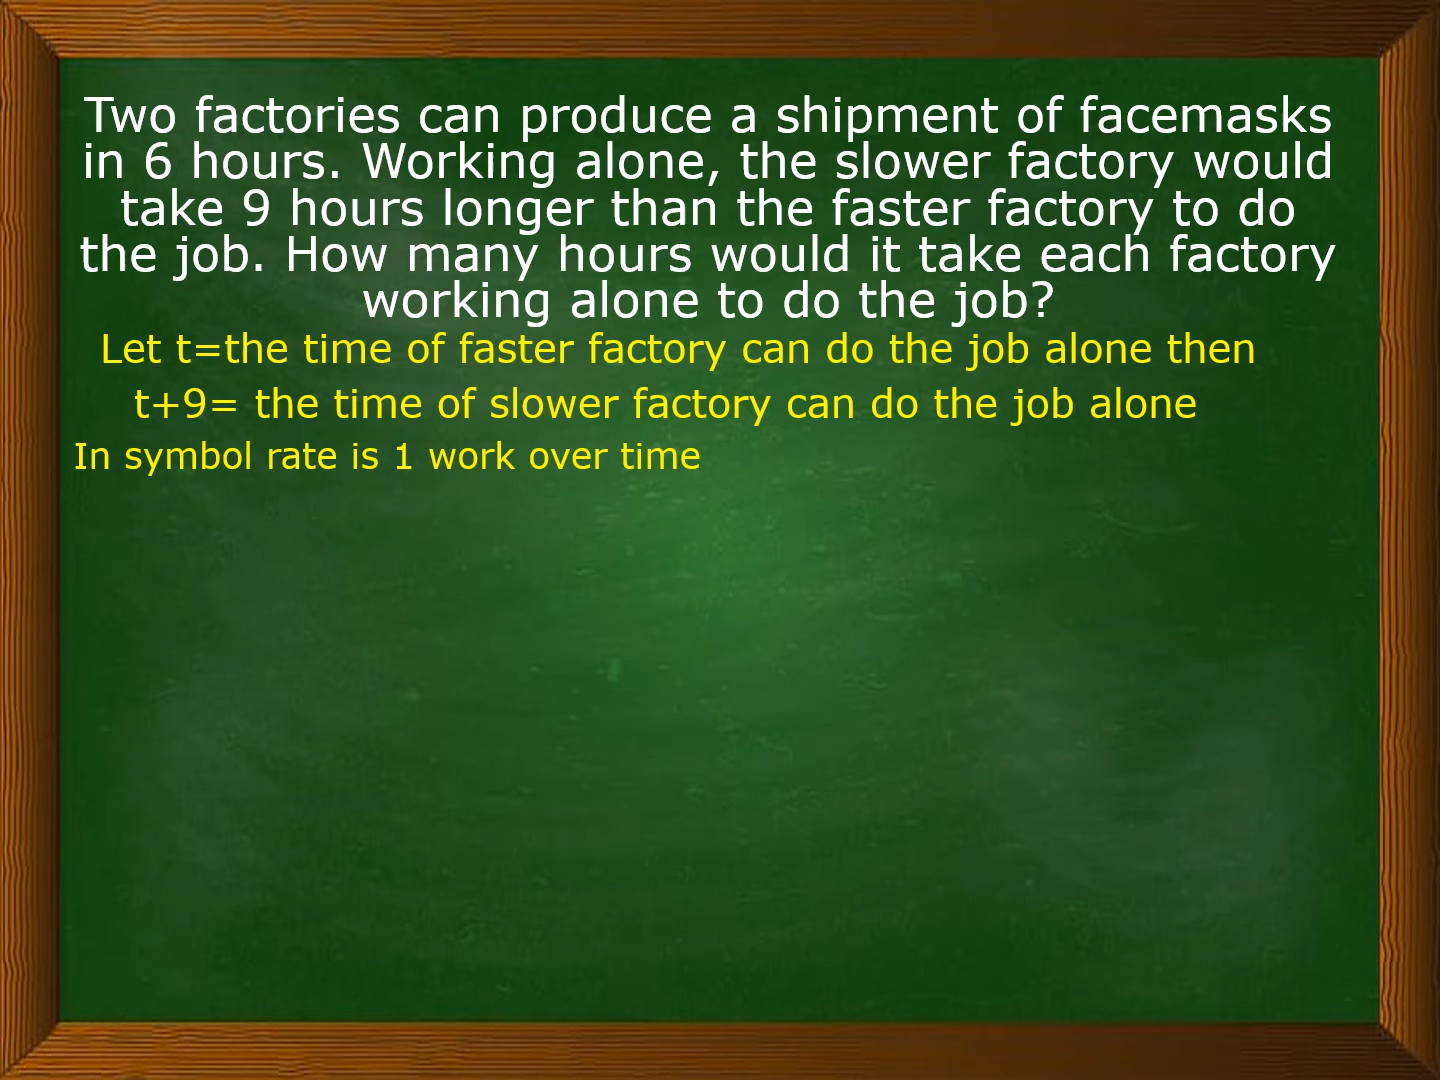 Two factories can produce a shipment of facemasks
in 6 hours. Working alone, the slower factory would
take 9 hours longer than the faster factory to do
the job. How many hours would it take each factory
working alone to do the job?
Let t=the time of faster factory can do the job alone then
t+9= the time of slower factory can do the job alone
In symbol rate is 1 work over time